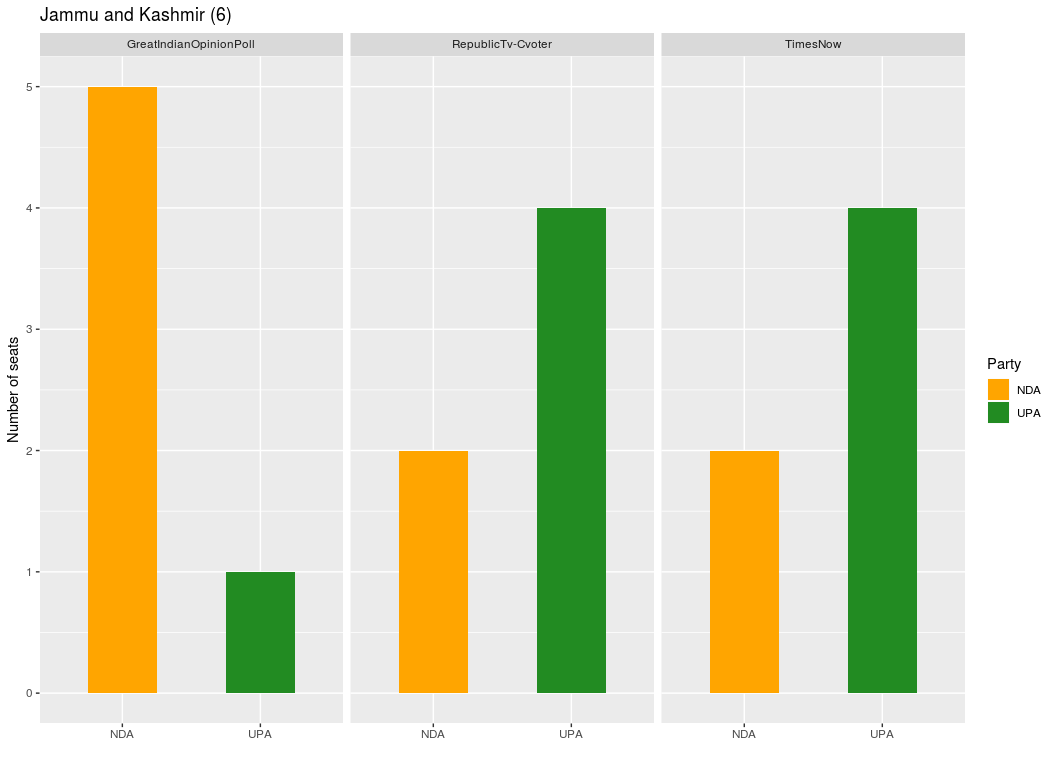 Jammu and Kashmir (6)
GreatIndianOpinionPoll
RepublicTv-Cvoter
TimesNow
Number of seats
5
4
3
2
1
0
NDA
UPA
NDA
UPA
NDA
UPA
Party
NDA
UPA